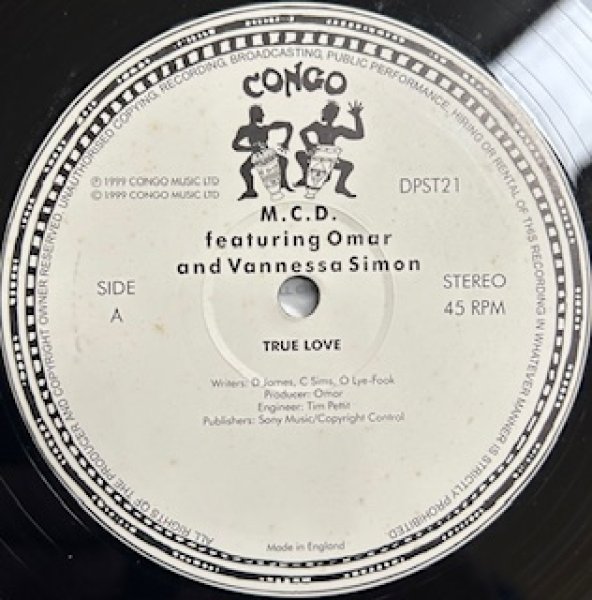 ALL RIGHTS OF THE PRODUCER AND COPYRIGHT OWNER RESERVED. UNAUTHORISED COPYING, RECORDING, BROADCASTING, PUBLIC PERFORMANCE, HIRING OR RENTAL OF THIS RECORDING IN WHATEVER MANNER IS STRICTLY PROHIBITED.
CONGO
℗ 1999 CONGO MUSIC LTD
© 1999 CONGO MUSIC LTD
DPST21
M.C.D.
featuring Omar
and Vannessa Simon
SIDE
A
STEREO
45 RPM
TRUE LOVE
Writers: D James, C Sims, O Lye-Fook
Producer: Omar
Engineer: Tim Pettit
Publishers: Sony Music/Copyright Control
Made in England